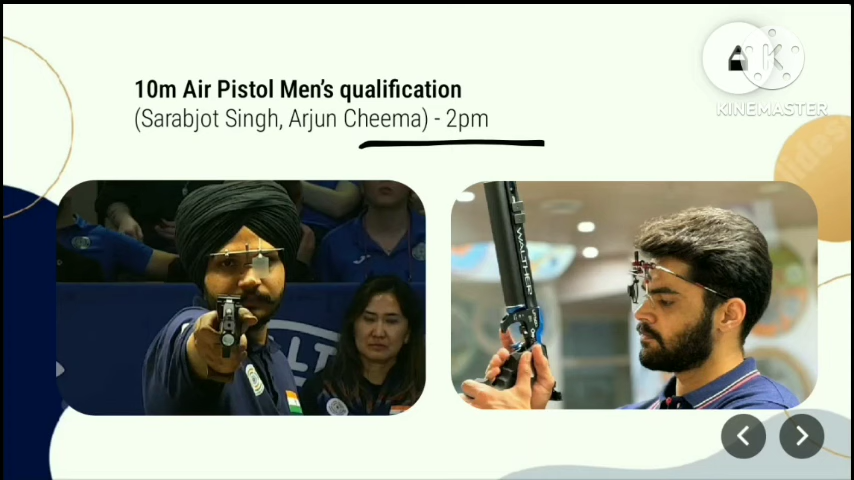 10m Air Pistol Men's qualification
(Sarabjot Singh, Arjun Cheema) - 2pm
KINEMASTER
WALTHER